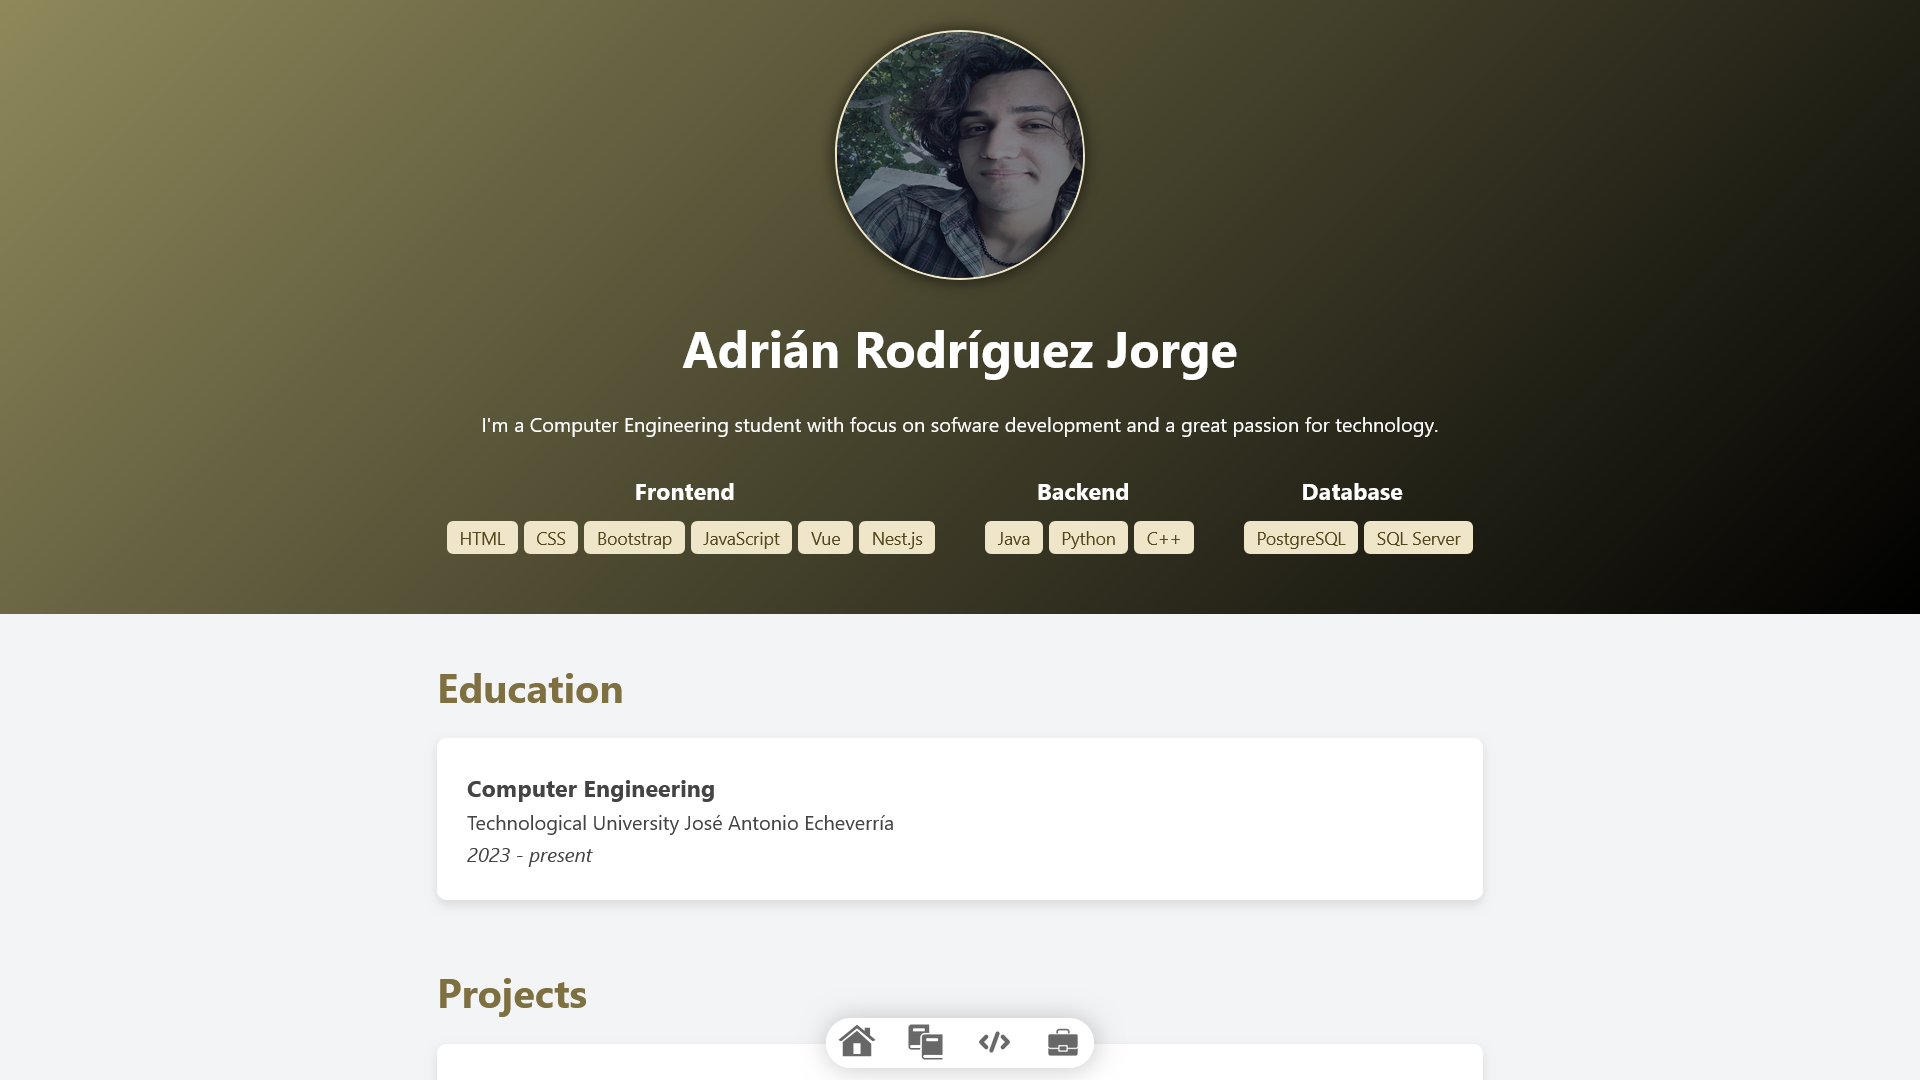 Adrián Rodríguez Jorge
I'm a Computer Engineering student with focus on sofware development and a great passion for technology.
Frontend
HTML CSS Bootstrap JavaScript Vue Nest.js
Backend
Java Python C++
Database
PostgreSQL SQL Server
Education
Computer Engineering
Technological University José Antonio Echeverría
2023 - present
Projects